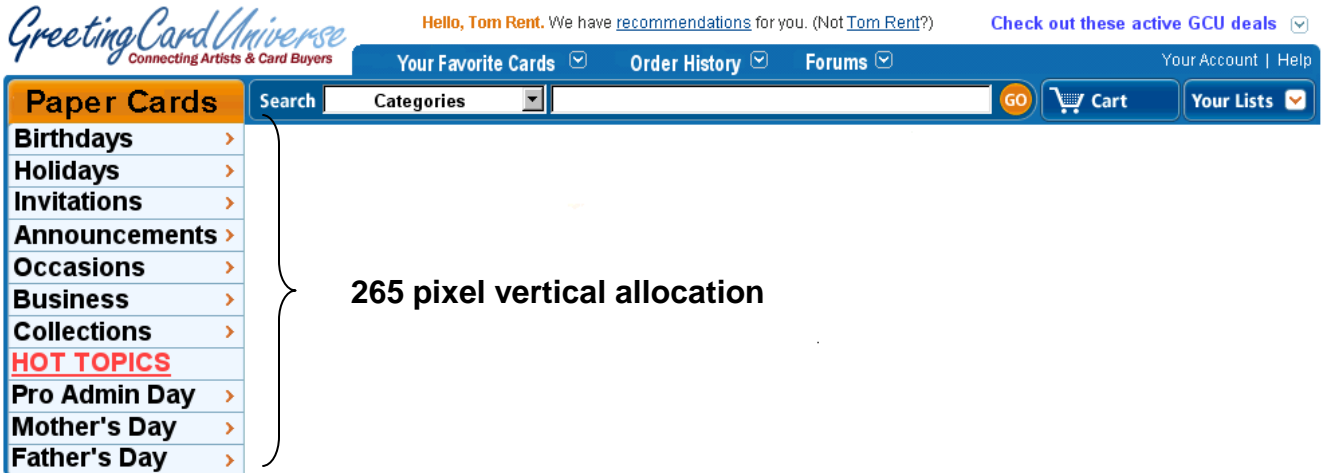 GreetingCardUniverse
Connecting Artists & Card Buyers
Hello, Tom Rent. We have recommendations for you. (Not Tom Rent?)
Check out these active GCU deals
Your Favorite Cards
Order History
Forums
Your Account | Help
Paper Cards
Search
Categories
GO
Cart
Your Lists
Birthdays
Holidays
Invitations
Announcements
Occasions
Business
Collections
HOT TOPICS
Pro Admin Day
Mother's Day
Father's Day
265 pixel vertical allocation